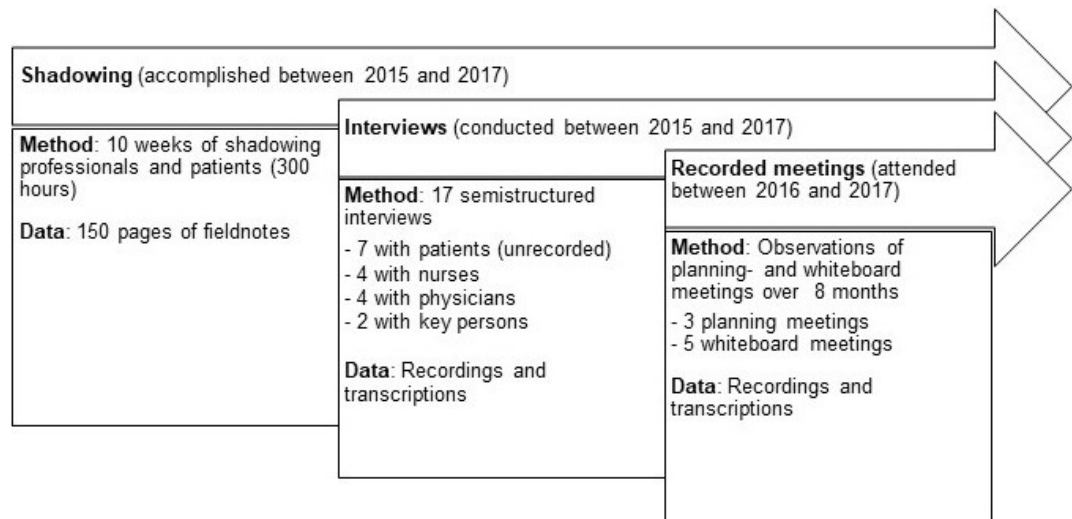 Shadowing (accomplished between 2015 and 2017)
Method: 10 weeks of shadowing
professionals and patients (300
hours)
Data: 150 pages of fieldnotes
Interviews (conducted between 2015 and 2017)
Method: 17 semistructured
interviews
- 7 with patients (unrecorded)
- 4 with nurses
- 4 with physicians
- 2 with key persons
Data: Recordings and
transcriptions
Recorded meetings (attended
between 2016 and 2017)
Method: Observations of
planning- and whiteboard
meetings over 8 months
- 3 planning meetings
- 5 whiteboard meetings
Data: Recordings and
transcriptions